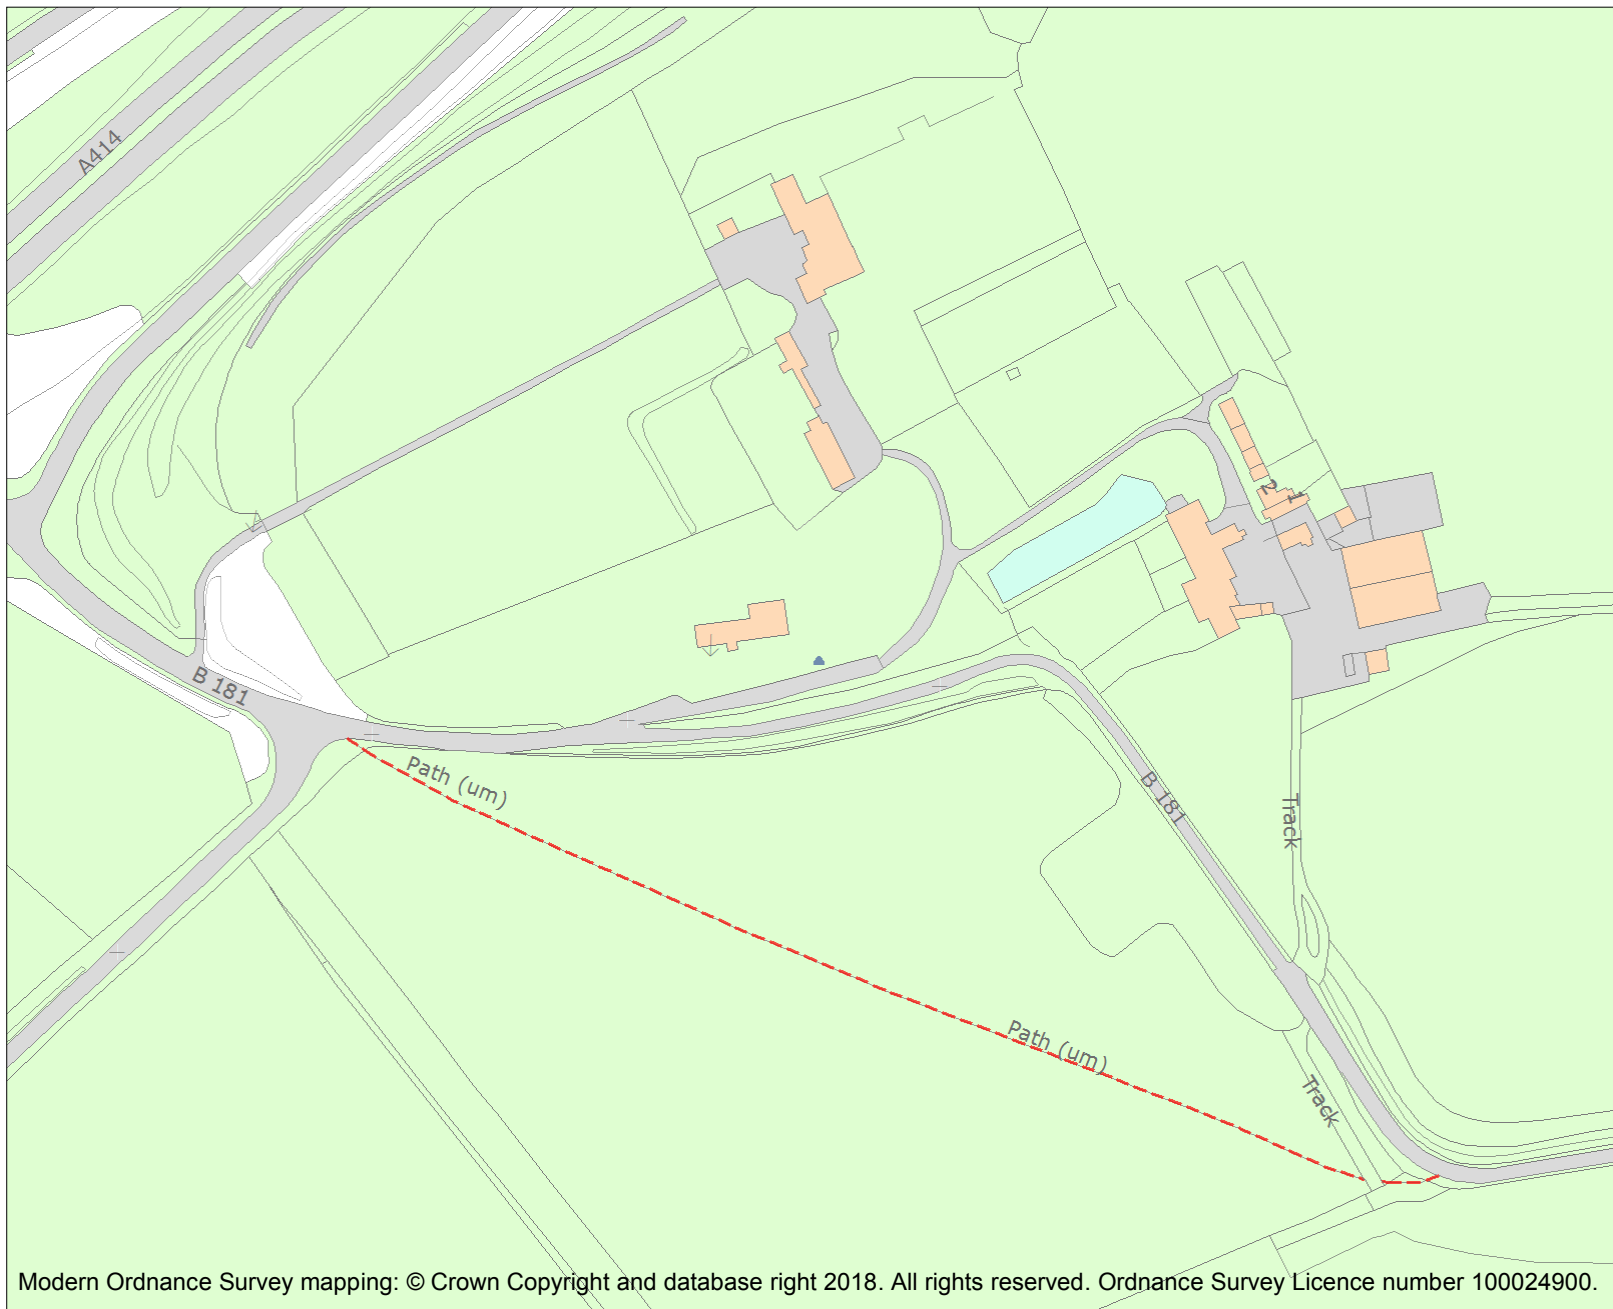 A414
2
1
B 181
Path (um)
B 181
Track
Path (um)
Track
Modern Ordnance Survey mapping: © Crown Copyright and database right 2018. All rights reserved. Ordnance Survey Licence number 100024900.